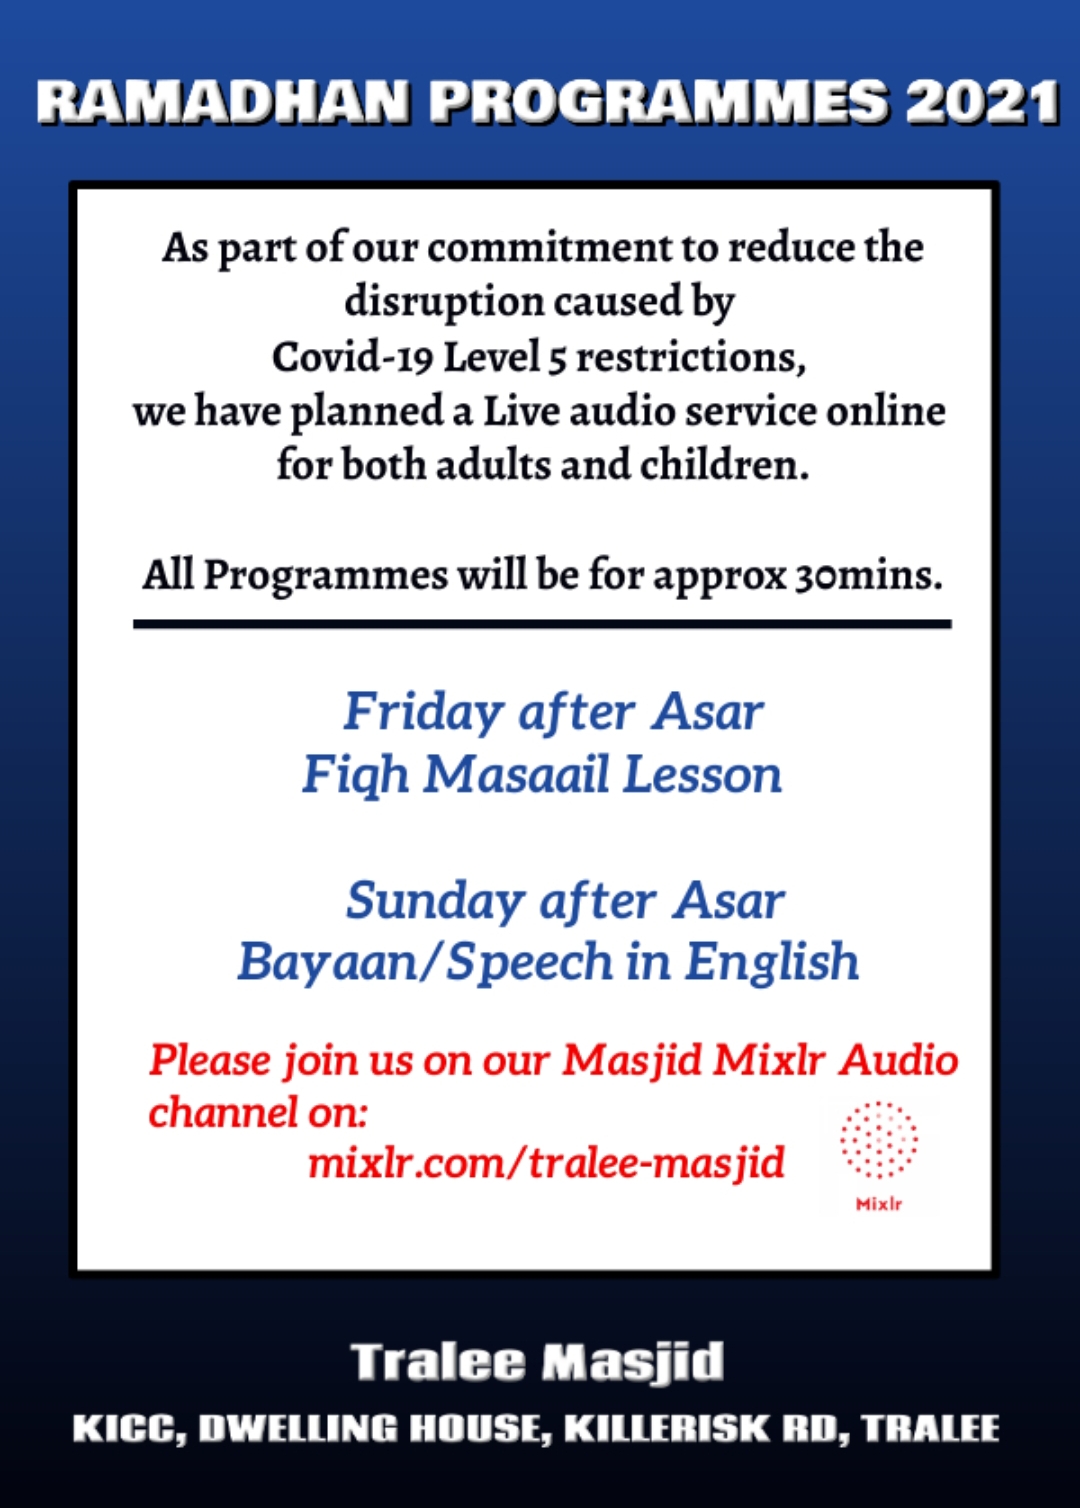 RAMADHAN PROGRAMMES 2021
As part of our commitment to reduce the
disruption caused by
Covid-19 Level 5 restrictions,
we have planned a Live audio service online
for both adults and children.
All Programmes will be for approx 30mins.
Friday after Asar
Fiqh Masaail Lesson
Sunday after Asar
Bayaan/Speech in English
Please join us on our Masjid Mixlr Audio
channel on:
mixlr.com/tralee-masjid
Mixlr
Tralee Masjid
KICC, DWELLING HOUSE, KILLERISK RD, TRALEE